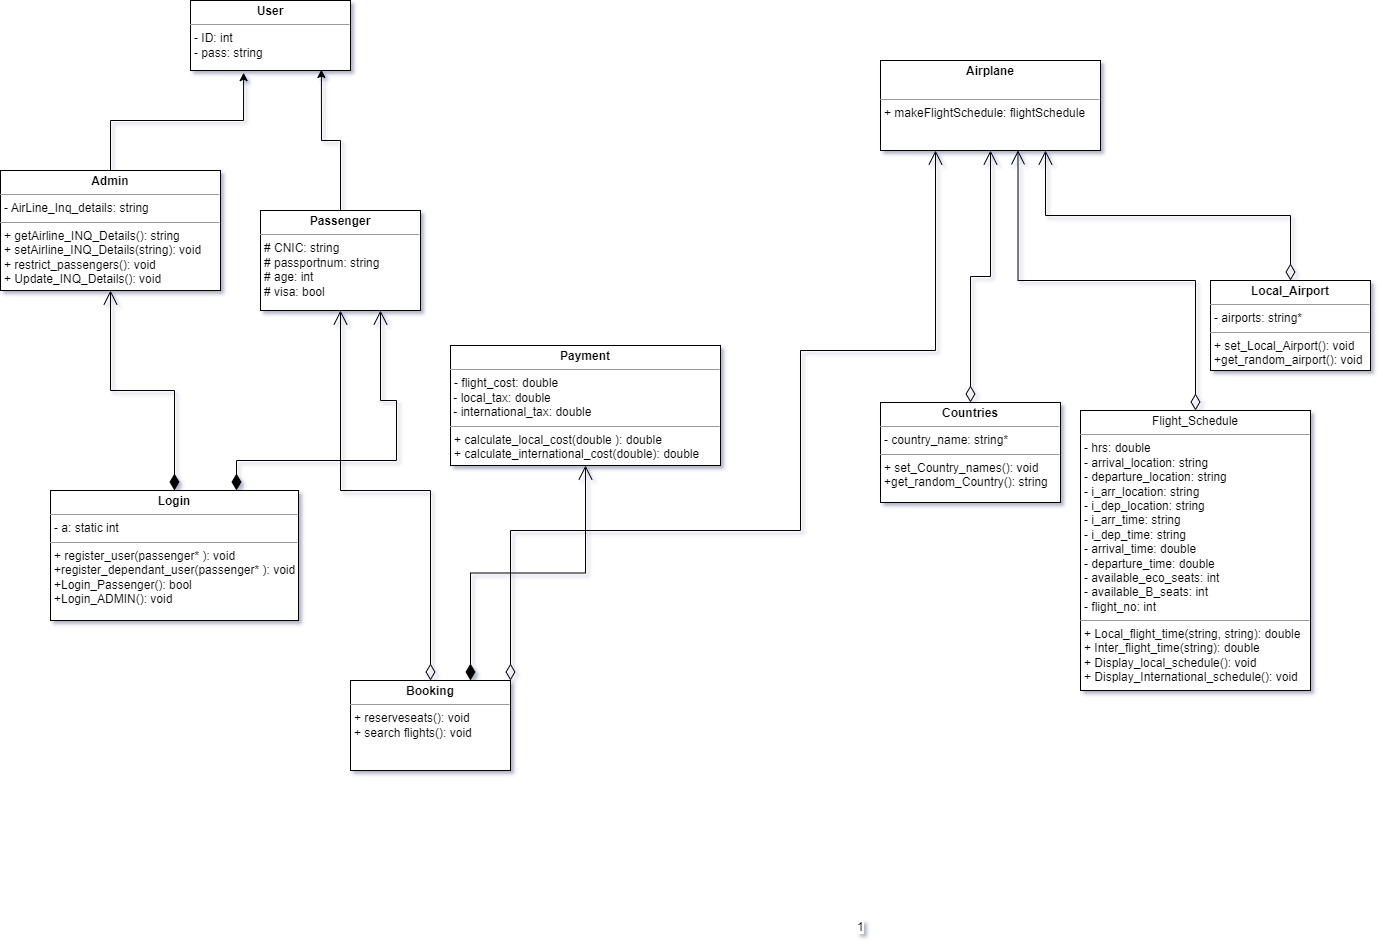 User
- ID: int
- pass: string
Airplane
+ makeFlightSchedule: flightSchedule
Admin
- AirLine_Inq_details: string
+ getAirline_INQ_Details(): string
+ setAirline_INQ_Details(string): void
+ restrict_passengers(): void
+ Update_INQ_Details(): void
Passenger
# CNIC: string
# passportnum: string
# age: int
# visa: bool
Local_Airport
- airports: string*
+ set_Local_Airport(): void
+get_random_airport(): void
Payment
- flight_cost: double
- local_tax: double
- international_tax: double
+ calculate_local_cost(double ): double
+ calculate_international_cost(double): double
Countries
- country_name: string*
+ set_Country_names(): void
+get_random_Country(): string
Flight_Schedule
- hrs: double
- arrival_location: string
- departure_location: string
- i_arr_location: string
- i_dep_location: string
- i_arr_time: string
- i_dep_time: string
- arrival_time: double
- departure_time: double
- available_eco_seats: int
- available_B_seats: int
- flight_no: int
+ Local_flight_time(string, string): double
+ Inter_flight_time(string): double
+ Display_local_schedule(): void
+ Display_International_schedule(): void
Login
- a: static int
+ register_user(passenger* ): void
+register_dependant_user(passenger* ): void
+Login_Passenger(): bool
+Login_ADMIN(): void
Booking
+ reserveseats(): void
+ search flights(): void
1